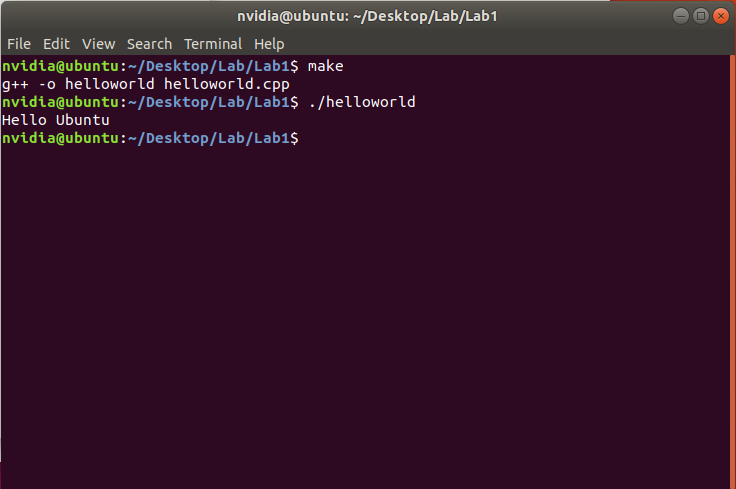 nvidia@ubuntu: ~/Desktop/Lab/Lab1
File Edit View Search Terminal Help
nvidia@ubuntu:~/Desktop/Lab/Lab1$ make
g++ -o helloworld helloworld.cpp
nvidia@ubuntu:~/Desktop/Lab/Lab1$ ./helloworld
Hello Ubuntu
nvidia@ubuntu:~/Desktop/Lab/Lab1$